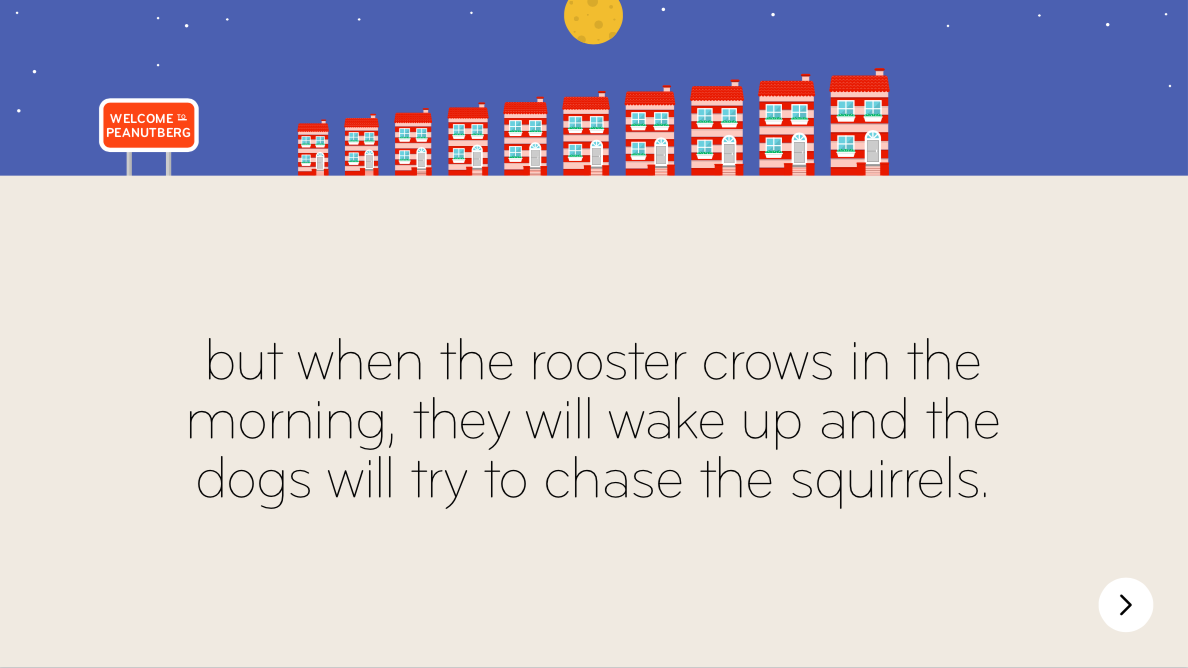 WELCOME TO
PEANUTBERG
but when the rooster crows in the
morning, they will wake up and the
dogs will try to chase the squirrels.